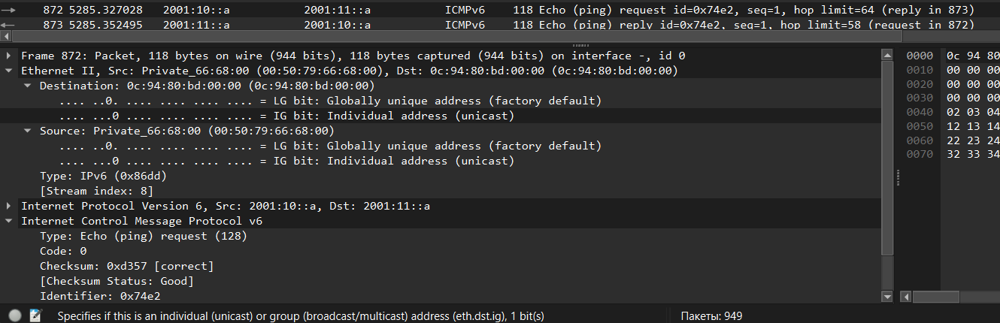 872 5285.327028 2001:10::a 2001:11::a ICMPv6 118 Echo (ping) request id=0x74e2, seq=1, hop limit=64 (reply in 873)
873 5285.352495 2001:11::a 2001:10::a ICMPv6 118 Echo (ping) reply id=0x74e2, seq=1, hop limit=58 (request in 872)
Frame 872: Packet, 118 bytes on wire (944 bits), 118 bytes captured (944 bits) on interface -, id 0
Ethernet II, Src: Private_66:68:00 (00:50:79:66:68:00), Dst: 0c:94:80:bd:00:00 (0c:94:80:bd:00:00)
Destination: 0c:94:80:bd:00:00 (0c:94:80:bd:00:00)
.... ..0. .... .... .... .... = LG bit: Globally unique address (factory default)
.... ...0 .... .... .... .... = IG bit: Individual address (unicast)
Source: Private_66:68:00 (00:50:79:66:68:00)
.... ..0. .... .... .... .... = LG bit: Globally unique address (factory default)
.... ...0 .... .... .... .... = IG bit: Individual address (unicast)
Type: IPv6 (0x86dd)
[Stream index: 8]
Internet Protocol Version 6, Src: 2001:10::a, Dst: 2001:11::a
Internet Control Message Protocol v6
Type: Echo (ping) request (128)
Code: 0
Checksum: 0xd357 [correct]
[Checksum Status: Good]
Identifier: 0x74e2
0000 0c 94 80
0010 00 00 00
0020 00 00 00
0030 00 00 00
0040 02 03 04
0050 12 13 14
0060 22 23 24
0070 32 33 34
Specifies if this is an individual (unicast) or group (broadcast/multicast) address (eth.dst.ig), 1 bit(s)
Пакеты: 949